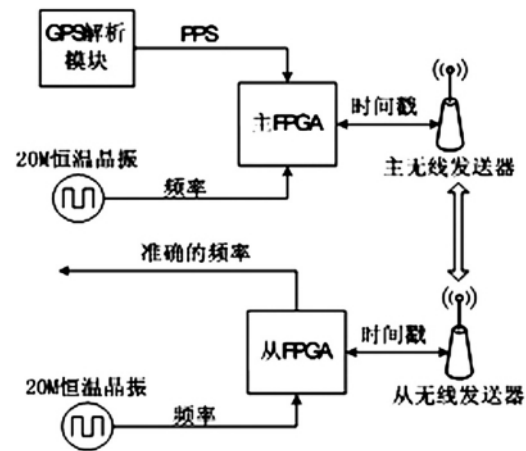 GPS解析
模块
PPS
主FPGA
时间戳
主无线发送器
20M恒温晶振
频率
准确的频率
从FPGA
时间戳
从无线发送器
20M恒温晶振
频率